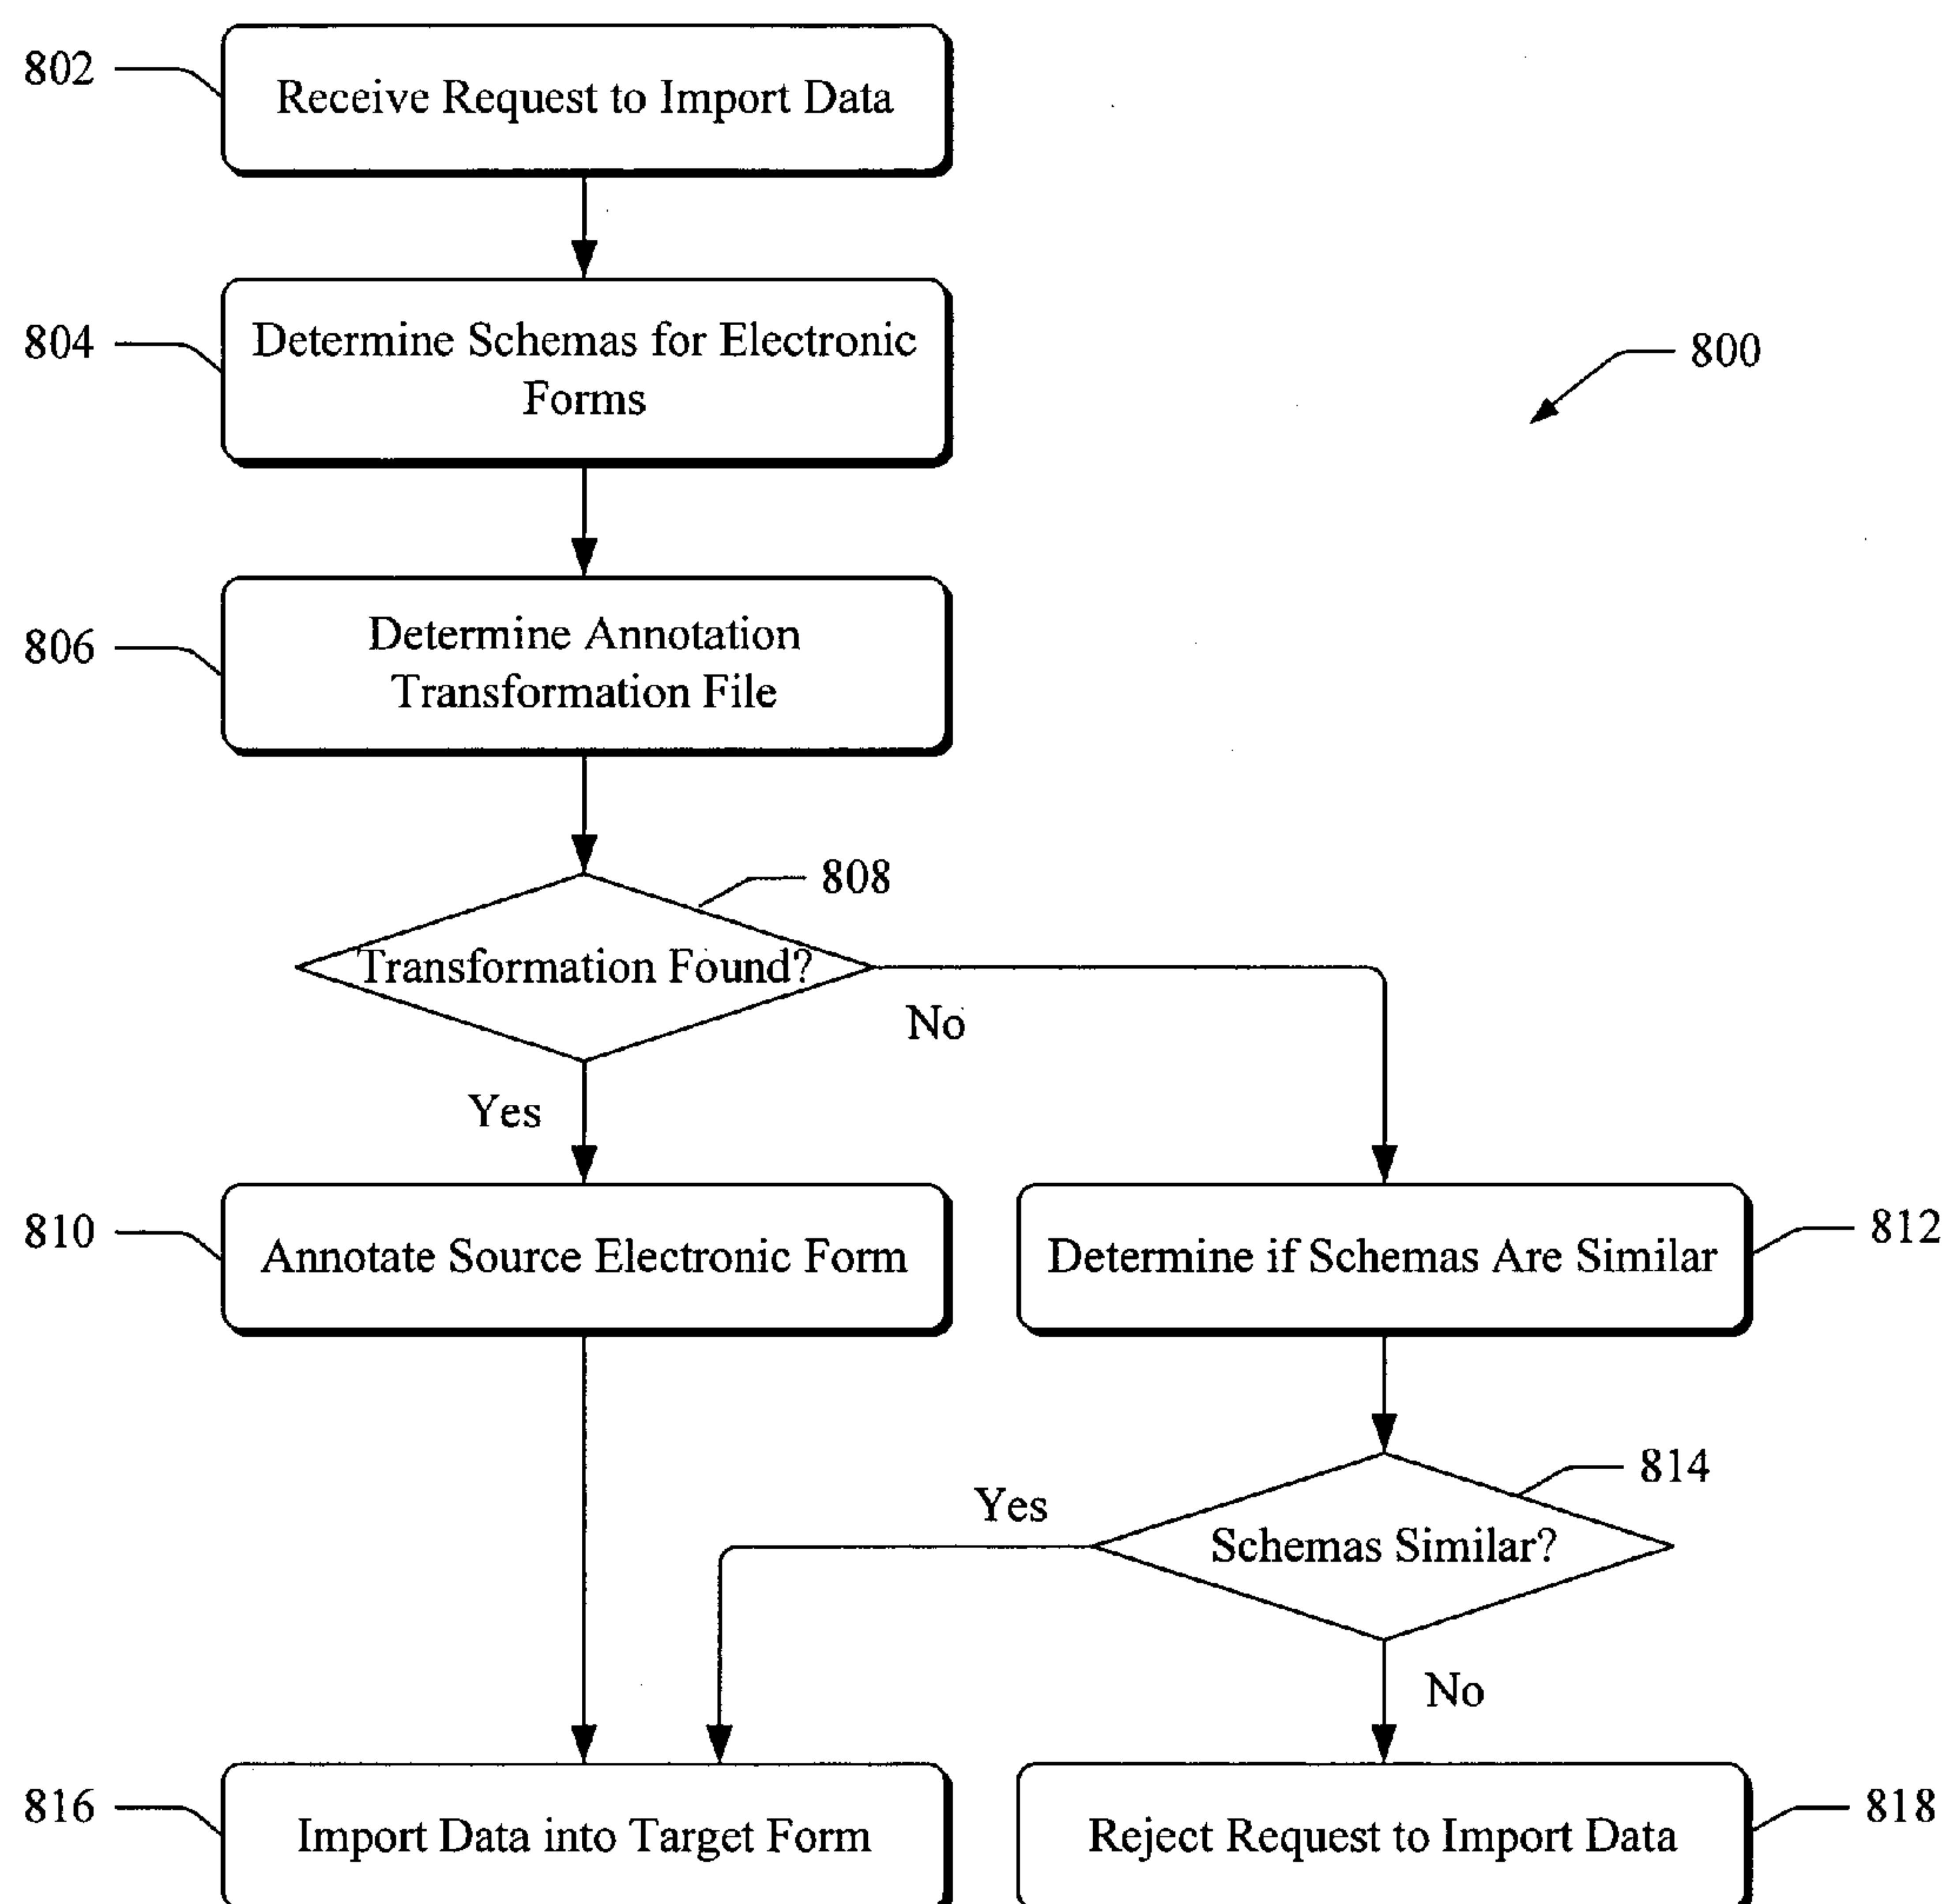 802
Receive Request to Import Data
804
Determine Schemas for Electronic
Forms
800
806
Determine Annotation
Transformation File
808
Transformation Found?
No
Yes
810
Annotate Source Electronic Form
Determine if Schemas Are Similar
812
814
Yes
Schemas Similar?
No
816
Import Data into Target Form
Reject Request to Import Data
818